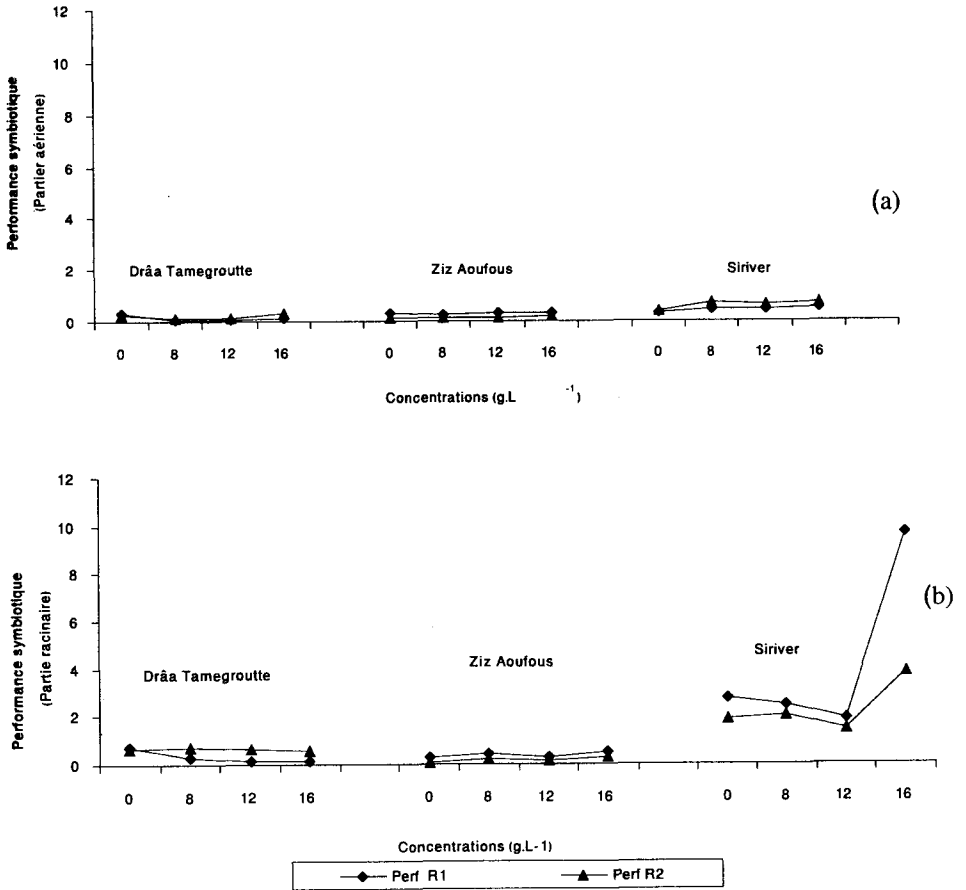 12
10
8
6
4
2
0
Performance symbiotique
(Partier aérienne)
(a)
Drâa Tamegroutte
Ziz Aoufous
Siriver
0 8 12 16 0 8 12 16 0 8 12 16
Concentrations (g.L -1)
12
10
8
6
4
2
0
Performance symbiotique
(Partie racinaire)
(b)
Drâa Tamegroutte
Ziz Aoufous
Siriver
0 8 12 16 0 8 12 16 0 8 12 16
Concentrations (g.L-1)
Perf R1 Perf R2